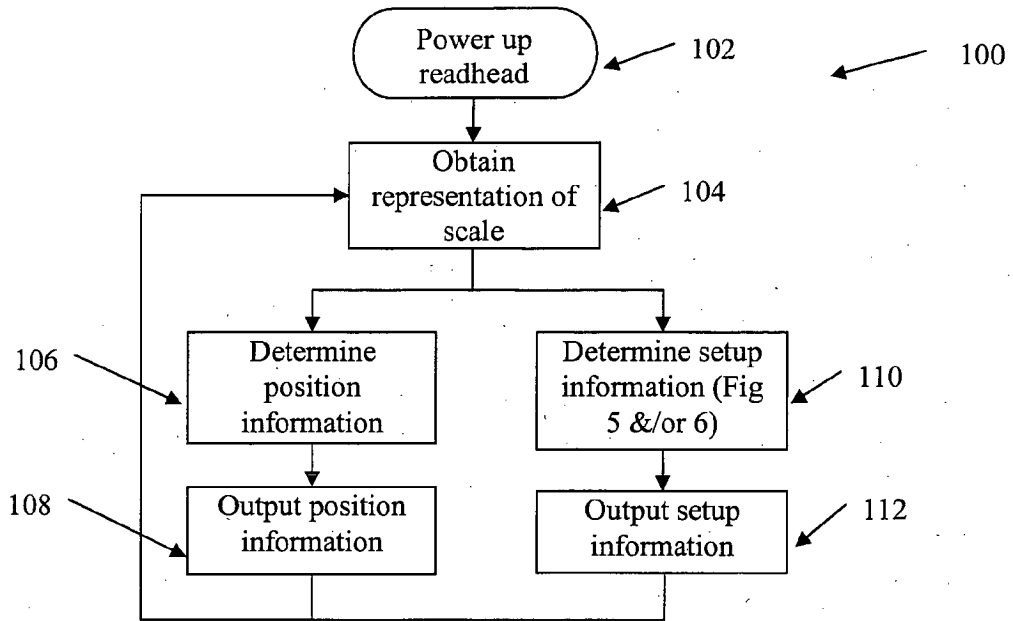 Power up
readhead
102
100
Obtain
representation of
scale
104
106
Determine
position
information
Determine setup
information (Fig
5 &/or 6)
110
108
Output position
information
Output setup
information
112